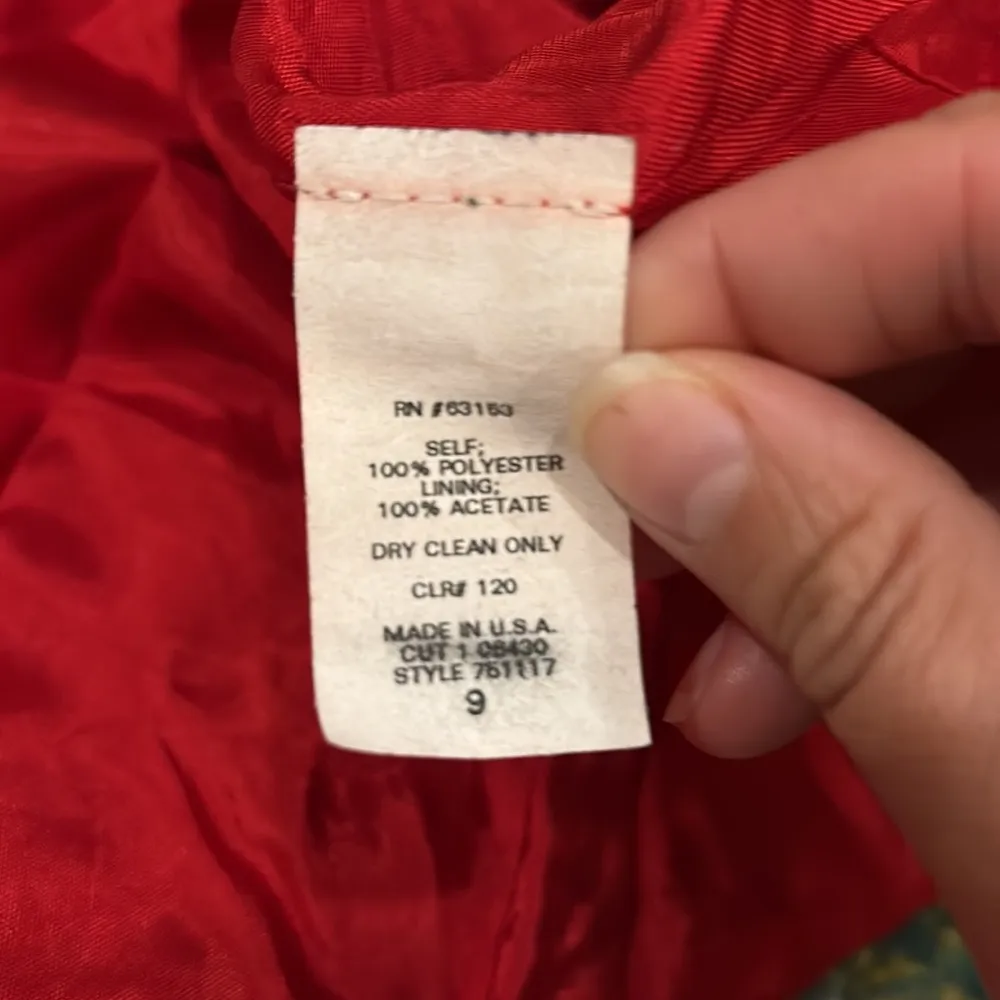 RN #63153
SELF;
100% POLYESTER
LINING;
100% ACETATE
DRY CLEAN ONLY
CLR# 120
MADE IN U.S.A.
CUT 1 08430
STYLE 751117
9